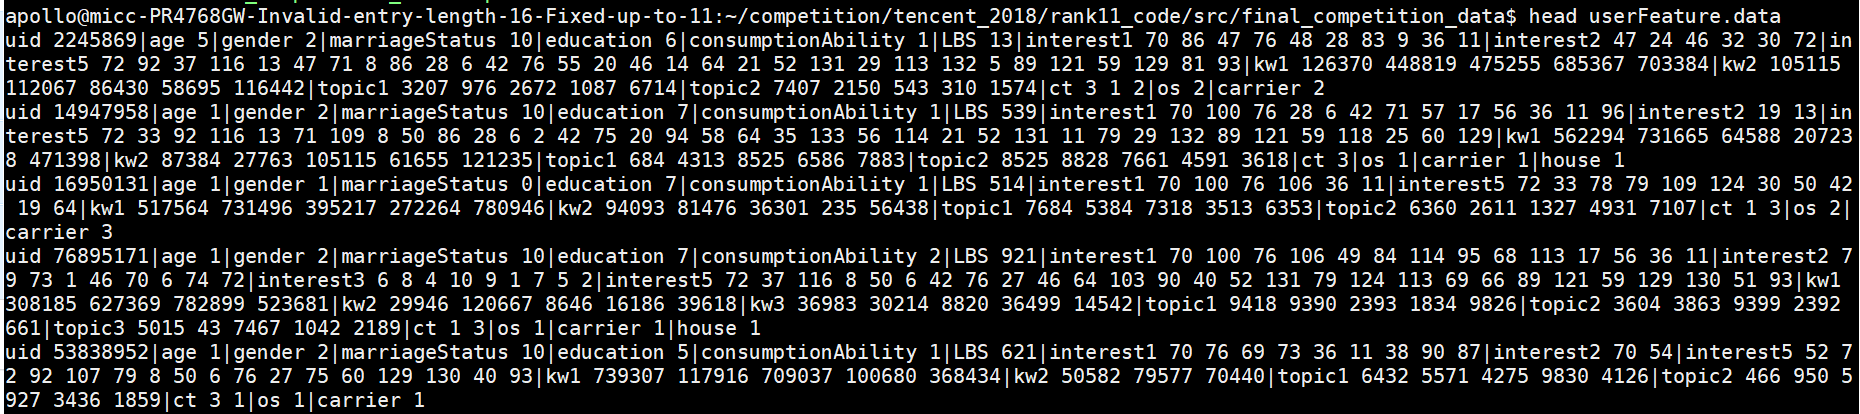 apollo@micc-PR4768GW-Invalid-entry-length-16-Fixed-up-to-11:~/competition/tencent_2018/rank11_code/src/final_competition_data$ head userFeature.data
uid 2245869|age 5|gender 2|marriageStatus 10|education 6|consumptionAbility 1|LBS 13|interest1 70 86 47 76 48 28 83 9 36 11|interest2 47 24 46 32 30 72|in
terest5 72 92 37 116 13 47 71 8 86 28 6 42 76 55 20 46 14 64 21 52 131 29 113 132 5 89 121 59 129 81 93|kw1 126370 448819 475255 685367 703384|kw2 105115
112067 86430 58695 116442|topic1 3207 976 2672 1087 6714|topic2 7407 2150 543 310 1574|ct 3 1 2|os 2|carrier 2
uid 14947958|age 1|gender 2|marriageStatus 10|education 7|consumptionAbility 1|LBS 539|interest1 70 100 76 28 6 42 71 57 17 56 36 11 96|interest2 19 13|in
terest5 72 33 92 116 13 71 109 8 50 86 28 6 2 42 75 20 94 58 64 35 133 56 114 21 52 131 11 79 29 132 89 121 59 118 25 60 129|kw1 562294 731665 64588 20723
8 471398|kw2 87384 27763 105115 61655 121235|topic1 684 4313 8525 6586 7883|topic2 8525 8828 7661 4591 3618|ct 3|os 1|carrier 1|house 1
uid 16950131|age 1|gender 1|marriageStatus 0|education 7|consumptionAbility 1|LBS 514|interest1 70 100 76 106 36 11|interest5 72 33 78 79 109 124 30 50 42
19 64|kw1 517564 731496 395217 272264 780946|kw2 94093 81476 36301 235 56438|topic1 7684 5384 7318 3513 6353|topic2 6360 2611 1327 4931 7107|ct 1 3|os 2|
carrier 3
uid 76895171|age 1|gender 2|marriageStatus 10|education 7|consumptionAbility 2|LBS 921|interest1 70 100 76 106 49 84 114 95 68 113 17 56 36 11|interest2 7
9 73 1 46 70 6 74 72|interest3 6 8 4 10 9 1 7 5 2|interest5 72 37 116 8 50 6 42 76 27 46 64 103 90 40 52 131 79 124 113 69 66 89 121 59 129 130 51 93|kw1
308185 627369 782899 523681|kw2 29946 120667 8646 16186 39618|kw3 36983 30214 8820 36499 14542|topic1 9418 9390 2393 1834 9826|topic2 3604 3863 9399 2392
661|topic3 5015 43 7467 1042 2189|ct 1 3|os 1|carrier 1|house 1
uid 53838952|age 1|gender 2|marriageStatus 10|education 5|consumptionAbility 1|LBS 621|interest1 70 76 69 73 36 11 38 90 87|interest2 70 54|interest5 52 7
2 92 107 79 8 50 6 76 27 75 60 129 130 40 93|kw1 739307 117916 709037 100680 368434|kw2 50582 79577 70440|topic1 6432 5571 4275 9830 4126|topic2 466 950 5
927 3436 1859|ct 3 1|os 1|carrier 1